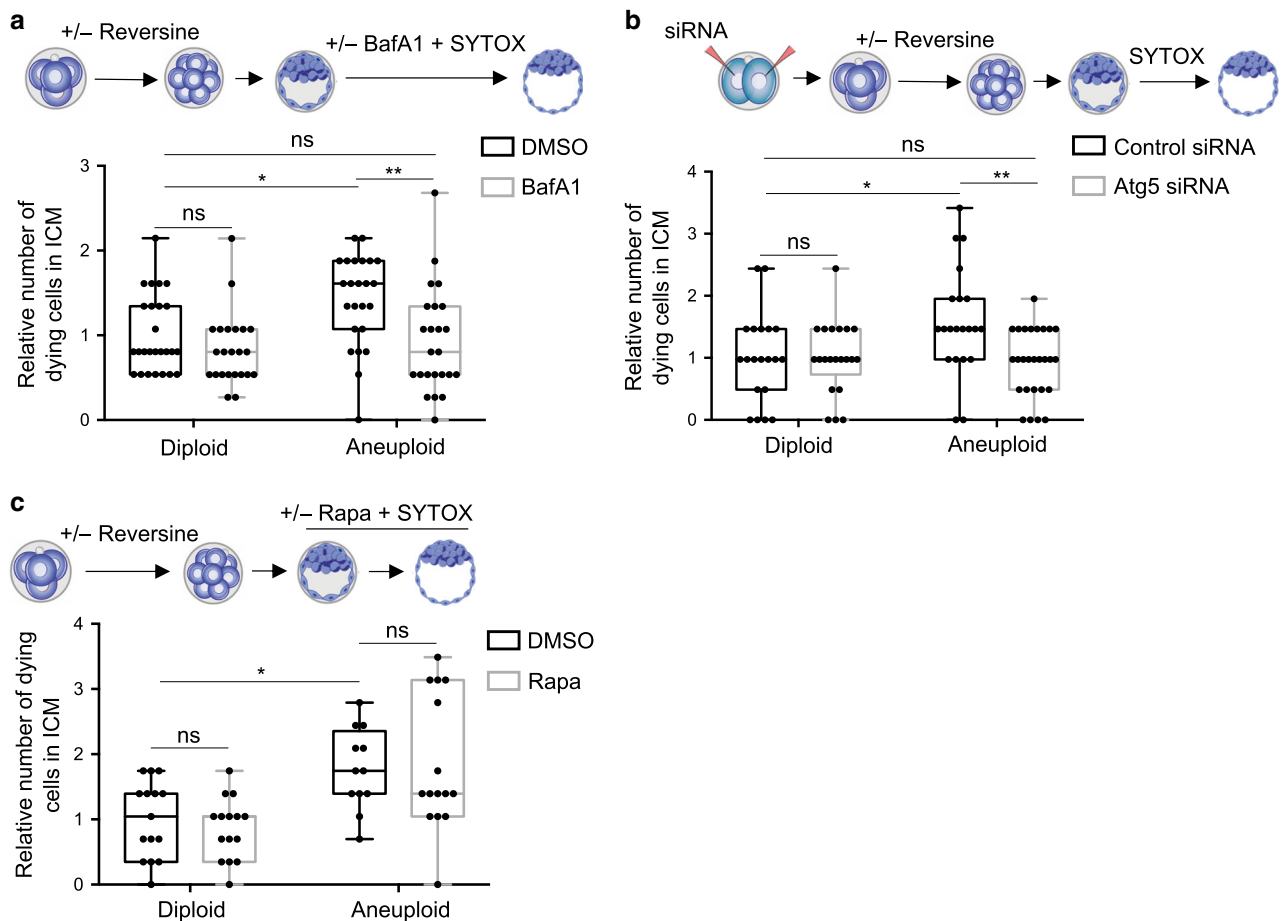 a
+/– Reversine
+/– BafA1 + SYTOX
ns
DMSO
BafA1
*
**
ns
Relative number of
dying cells in ICM
3
2
1
0
Diploid
Aneuploid
b
siRNA
+/– Reversine
SYTOX
ns
Control siRNA
Atg5 siRNA
*
**
ns
Relative number of
dying cells in ICM
4
3
2
1
0
Diploid
Aneuploid
c
+/– Reversine
+/– Rapa + SYTOX
ns
DMSO
Rapa
*
ns
Relative number of dying
cells in ICM
4
3
2
1
0
Diploid
Aneuploid